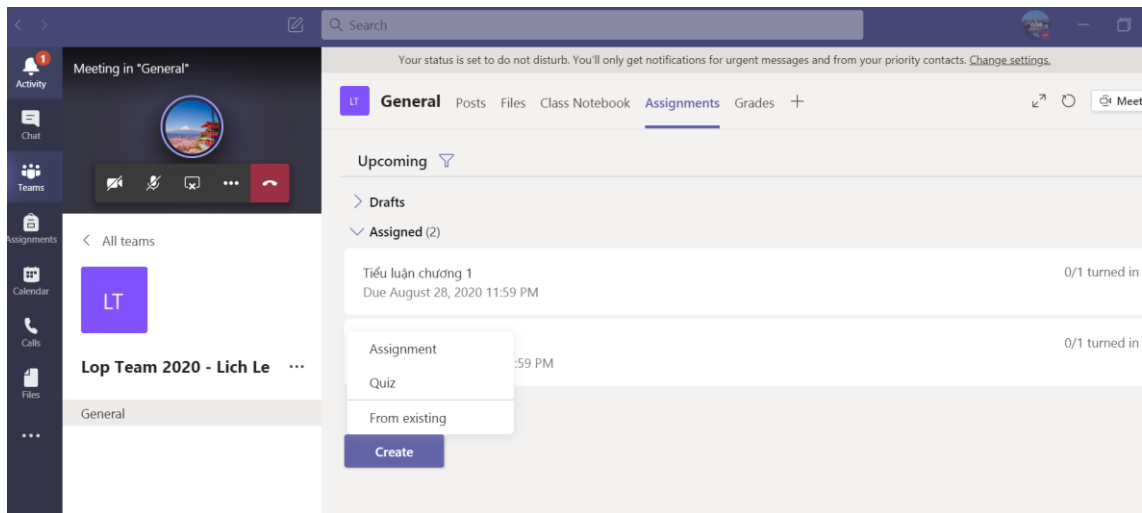 Search
1
Activity
Chat
Teams
Assignments
Calendar
Calls
Files
Meeting in "General"
All teams
LT
Lop Team 2020 - Lich Le
General
Your status is set to do not disturb. You'll only get notifications for urgent messages and from your priority contacts. Change settings.
LT General Posts Files Class Notebook Assignments Grades
Meet
Upcoming
Drafts
Assigned (2)
Tiểu luận chương 1
0/1 turned in
Due August 28, 2020 11:59 PM
0/1 turned in
:59 PM
Assignment
Quiz
From existing
Create